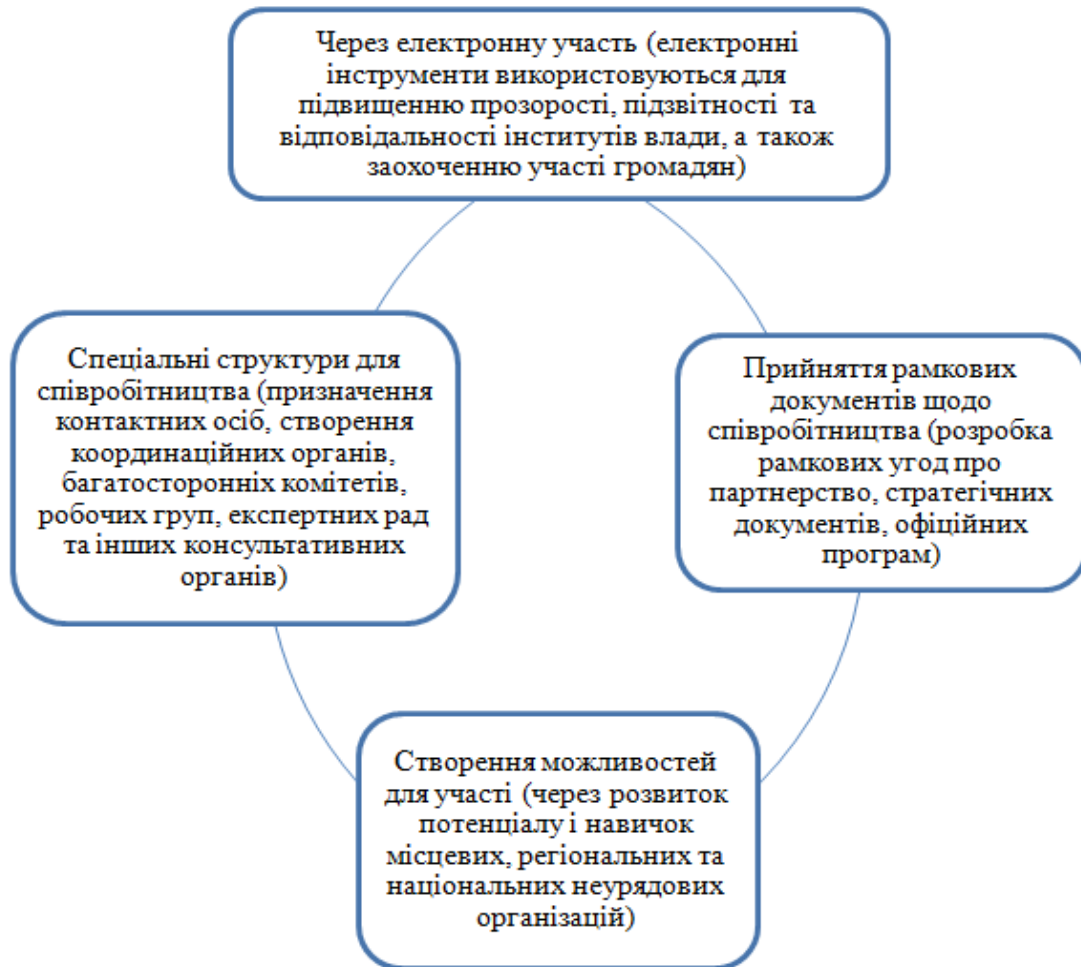 Через електронну участь (електронні
інструменти використовуються для
підвищенню прозорості, підзвітності та
відповідальності інститутів влади, а також
заохоченню участі громадян)
Спеціальні структури для
співробітництва (призначення
контактних осіб, створення
координаційних органів,
багатосторонніх комітетів,
робочих груп, експертних рад
та інших консультативних
органів)
Прийняття рамкових
документів щодо
співробітництва (розробка
рамкових угод про
партнерство, стратегічних
документів, офіційних
програм)
Створення можливостей
для участі (через розвиток
потенціалу і навичок
місцевих, регіональних та
національних неурядових
організацій)